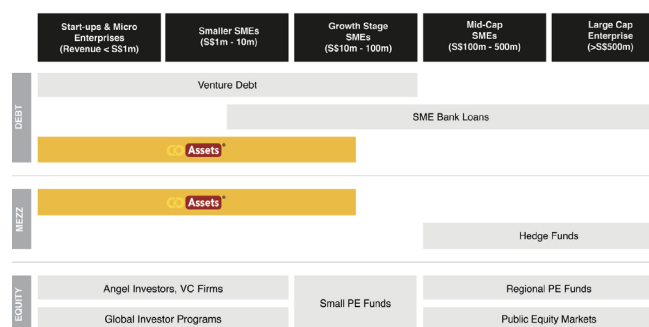 Start-ups & Micro
Enterprises
(Revenue < S$1m)
Smaller SMEs
(S$1m - 10m)
Growth Stage
SMEs
(S$10m - 100m)
Mid-Cap
SMEs
(S$100m - 500m)
Large Cap
Enterprise
(>S$500m)
DEBT
Venture Debt
SME Bank Loans
CO Assets®
MEZZ
CO Assets®
Hedge Funds
EQUITY
Angel Investors, VC Firms
Small PE Funds
Regional PE Funds
Global Investor Programs
Public Equity Markets